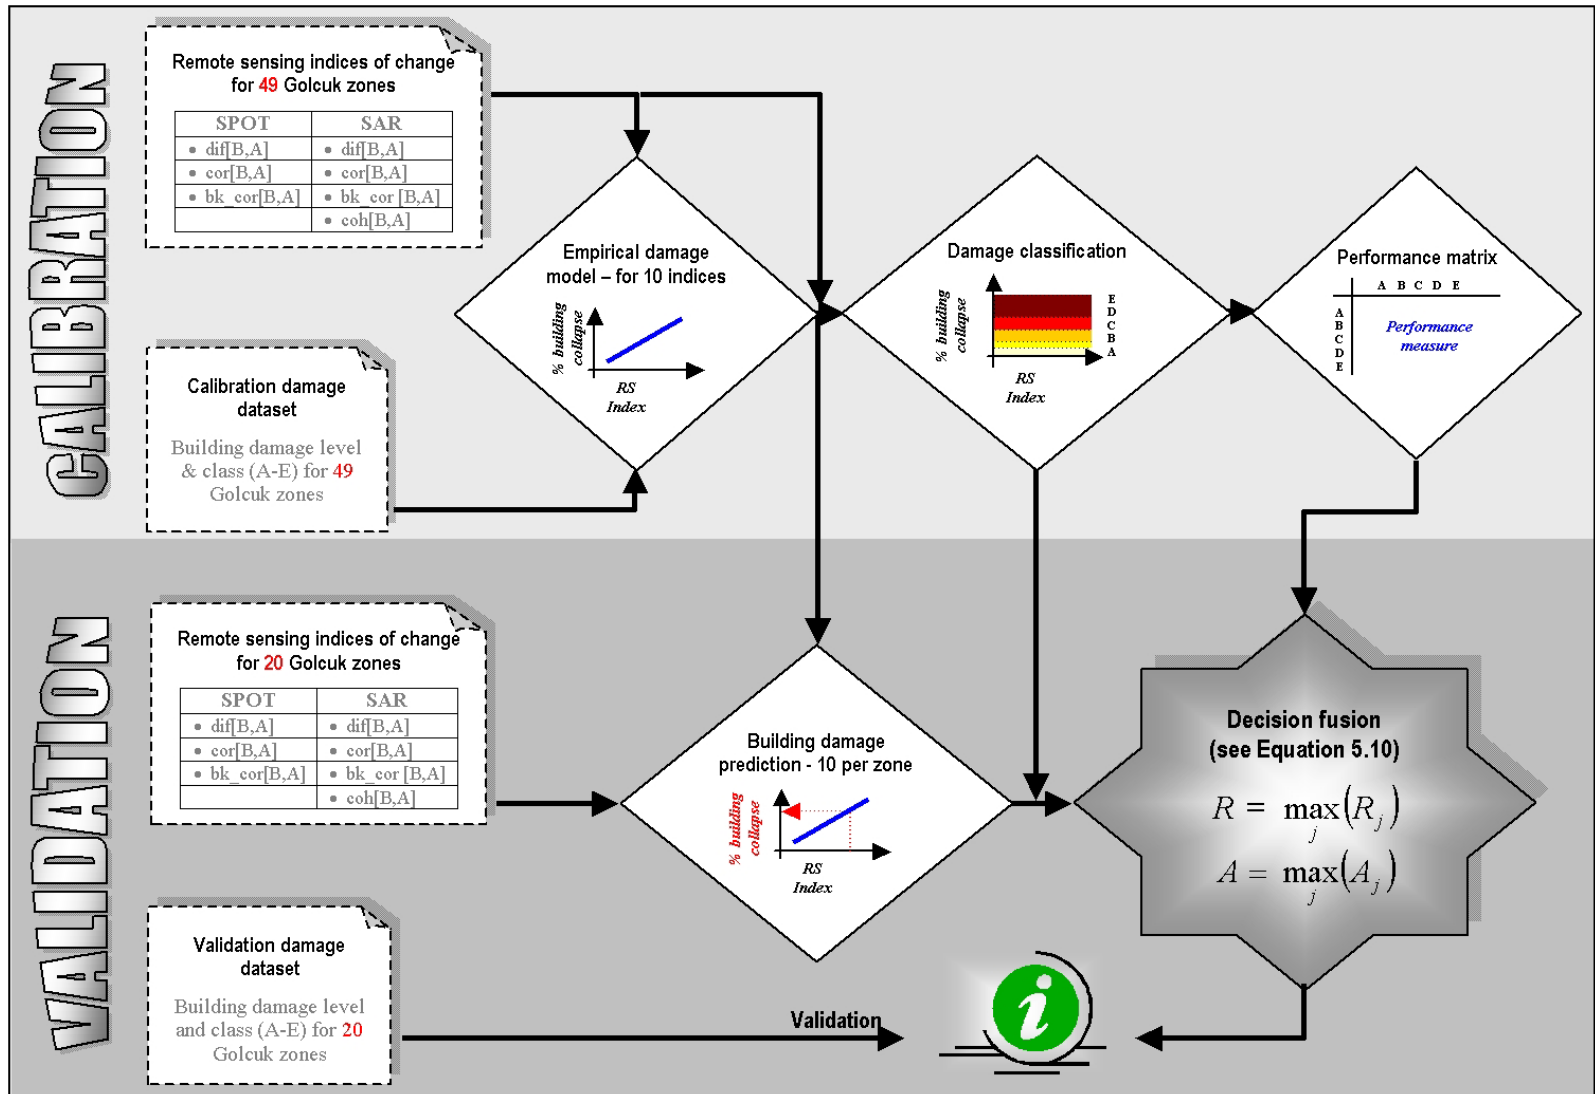 CALIBRATION
Remote sensing indices of change
for 49 Golcuk zones
SPOT SAR
• dif[B,A] • dif[B,A]
• cor[B,A] • cor[B,A]
• bk_cor[B,A] • bk_cor [B,A]
• coh[B,A]
Calibration damage
dataset
Building damage level
& class (A-E) for 49
Golcuk zones
Empirical damage
model – for 10 indices
% building
collapse
RS
Index
Damage classification
% building
collapse
E
D
C
B
A
RS
Index
Performance matrix
A B C D E
A
B
C
D
E
Performance
measure
VALIDATION
Remote sensing indices of change
for 20 Golcuk zones
SPOT SAR
• dif[B,A] • dif[B,A]
• cor[B,A] • cor[B,A]
• bk_cor[B,A] • bk_cor [B,A]
• coh[B,A]
Building damage
prediction - 10 per zone
% building
collapse
RS
Index
Decision fusion
(see Equation 5.10)
R = max(R_j)
j
A = max(A_j)
j
Validation damage
dataset
Building damage level
and class (A-E) for 20
Golcuk zones
Validation
i